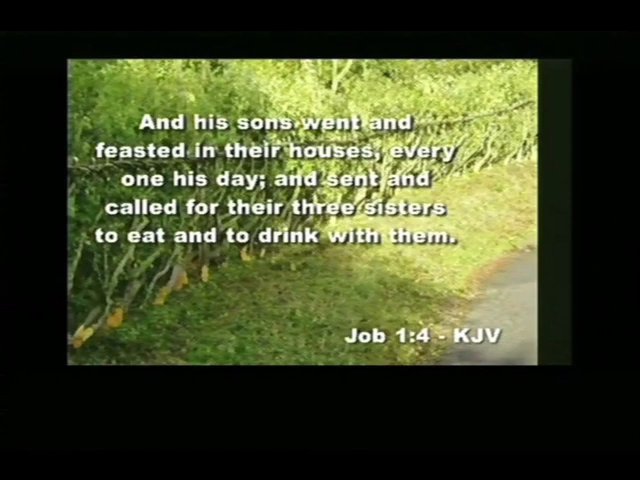 And his sons went and
feasted in their houses, every
one his day; and sent and
called for their three sisters
to eat and to drink with them.
Job 1:4 - KJV